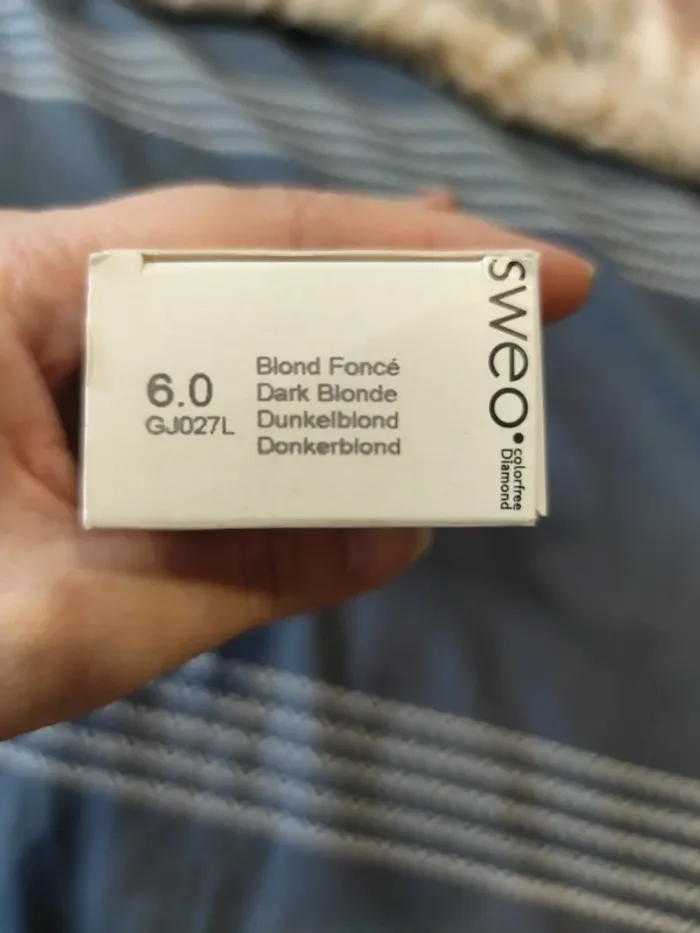 6.0
GJ027L
Blond Foncé
Dark Blonde
Dunkelblond
Donkerblond
sweo
colorfree
Diamond